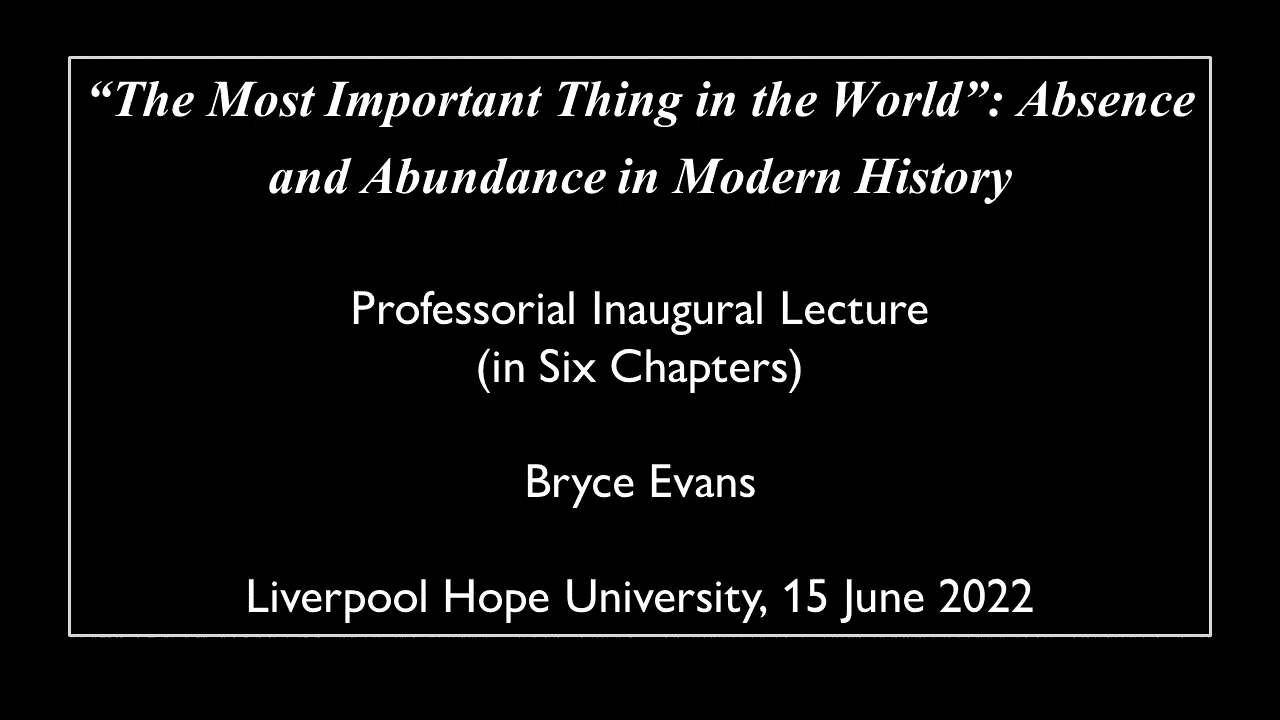 “The Most Important Thing in the World”: Absence
and Abundance in Modern History
Professorial Inaugural Lecture
(in Six Chapters)
Bryce Evans
Liverpool Hope University, 15 June 2022